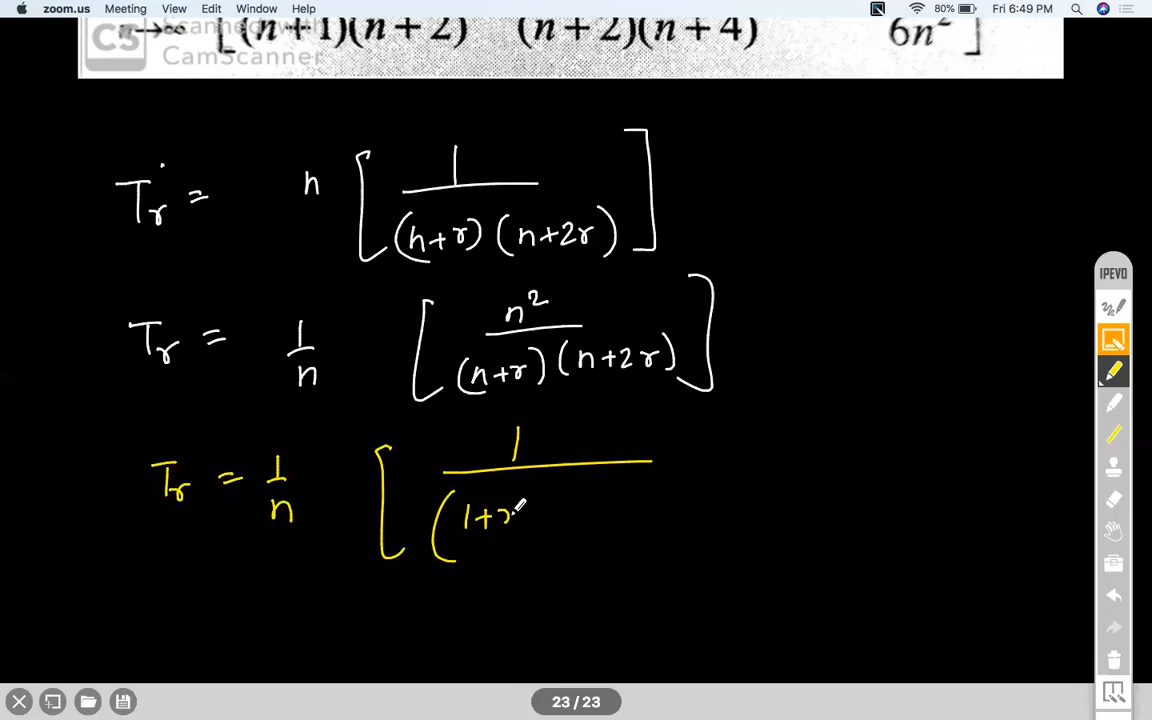 zoom.us Meeting View Edit Window Help 80% Fri 6:49 PM
n→∞ [(n+1)(n+2) (n+2)(n+4) 6n²]
CS
CamScanner
Tr = n [ 1 / (n+r) (n+2r) ]
Tr = 1/n [ n² / (n+r) (n+2r) ]
Tr = 1/n [ 1 / (1+
IPEVO
23 / 23